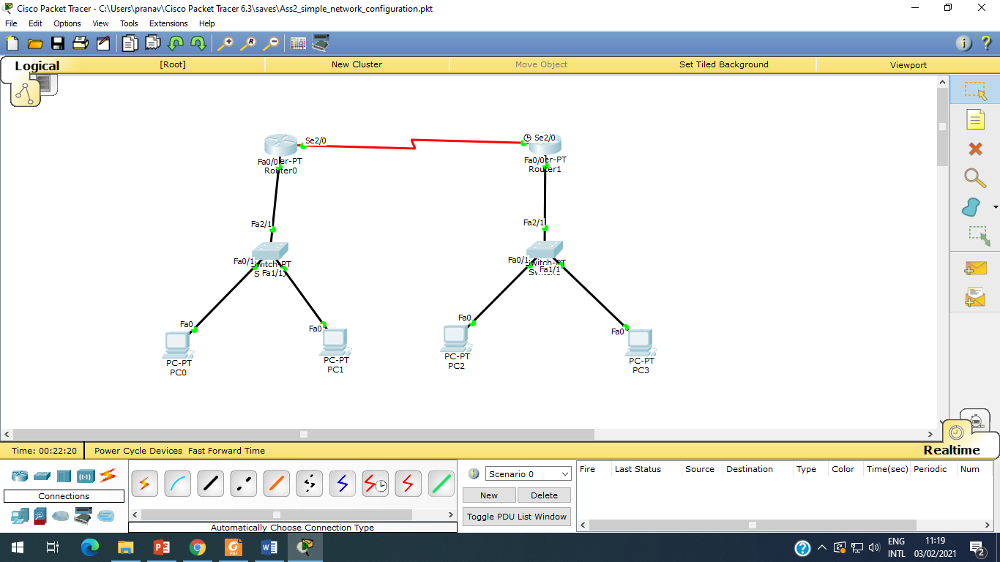 Cisco Packet Tracer - C:\Users\pranav\Cisco Packet Tracer 6.3\saves\Ass2_simple_network_configuration.pkt
File Edit Options View Tools Extensions Help
Logical [Root] New Cluster Move Object Set Tiled Background Viewport
Se2/0 Se2/0
Fa0/0er-PT Fa0/0er-PT
Router0 Router1
Fa2/1 Fa2/1
Fa0/1 Fa0/1
witch-PT witch-PT
Fa1/1 Fa1/1
Fa0 Fa0 Fa0 Fa0
PC-PT PC-PT PC-PT PC-PT
PC0 PC1 PC2 PC3
Time: 00:22:20 Power Cycle Devices Fast Forward Time Realtime
Scenario 0 Fire Last Status Source Destination Type Color Time(sec) Periodic Num
Connections New Delete
Toggle PDU List Window
Automatically Choose Connection Type
ENG 11:19
INTL 03/02/2021
2